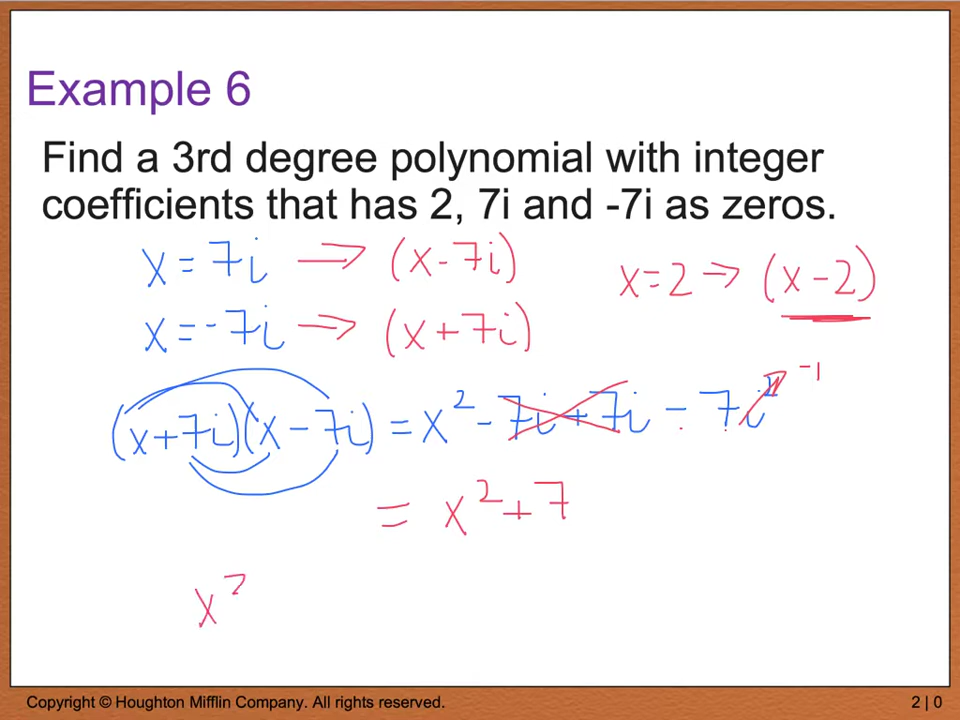 Example 6
Find a 3rd degree polynomial with integer
coefficients that has 2, 7i and -7i as zeros.
x = 7i ⇒ (x - 7i)
x = 2 ⇒ (x - 2)
x = -7i ⇒ (x + 7i)
-1
(x + 7i)(x - 7i) = x² - 7i + 7i - 7i²
= x² + 7
x²
Copyright © Houghton Mifflin Company. All rights reserved.
2 | 0